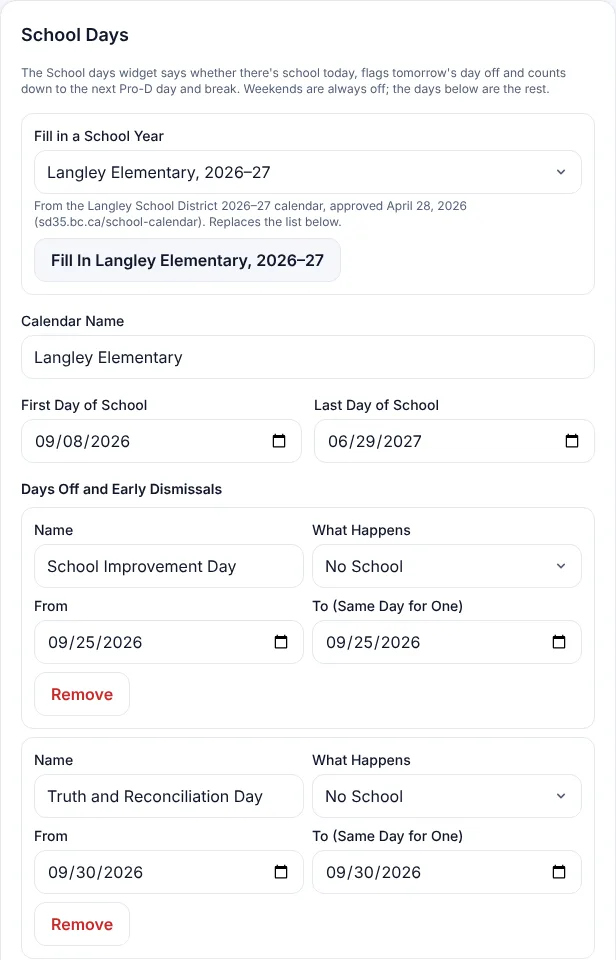 School Days
The School days widget says whether there's school today, flags tomorrow's day off and counts
down to the next Pro-D day and break. Weekends are always off; the days below are the rest.
Fill in a School Year
Langley Elementary, 2026–27
From the Langley School District 2026–27 calendar, approved April 28, 2026
(sd35.bc.ca/school-calendar). Replaces the list below.
Fill In Langley Elementary, 2026–27
Calendar Name
Langley Elementary
First Day of School
Last Day of School
09/08/2026
06/29/2027
Days Off and Early Dismissals
Name
What Happens
School Improvement Day
No School
From
To (Same Day for One)
09/25/2026
09/25/2026
Remove
Name
What Happens
Truth and Reconciliation Day
No School
From
To (Same Day for One)
09/30/2026
09/30/2026
Remove